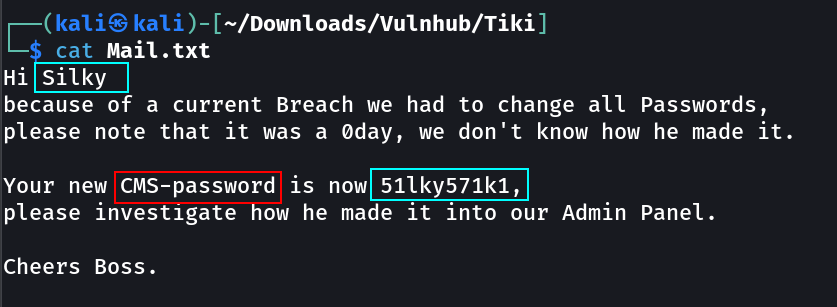 ┌──(kali㉿kali)-[~/Downloads/Vulnhub/Tiki]
└─$ cat Mail.txt
Hi Silky
because of a current Breach we had to change all Passwords,
please note that it was a 0day, we don't know how he made it.
Your new CMS-password is now 51lky571k1,
please investigate how he made it into our Admin Panel.
Cheers Boss.